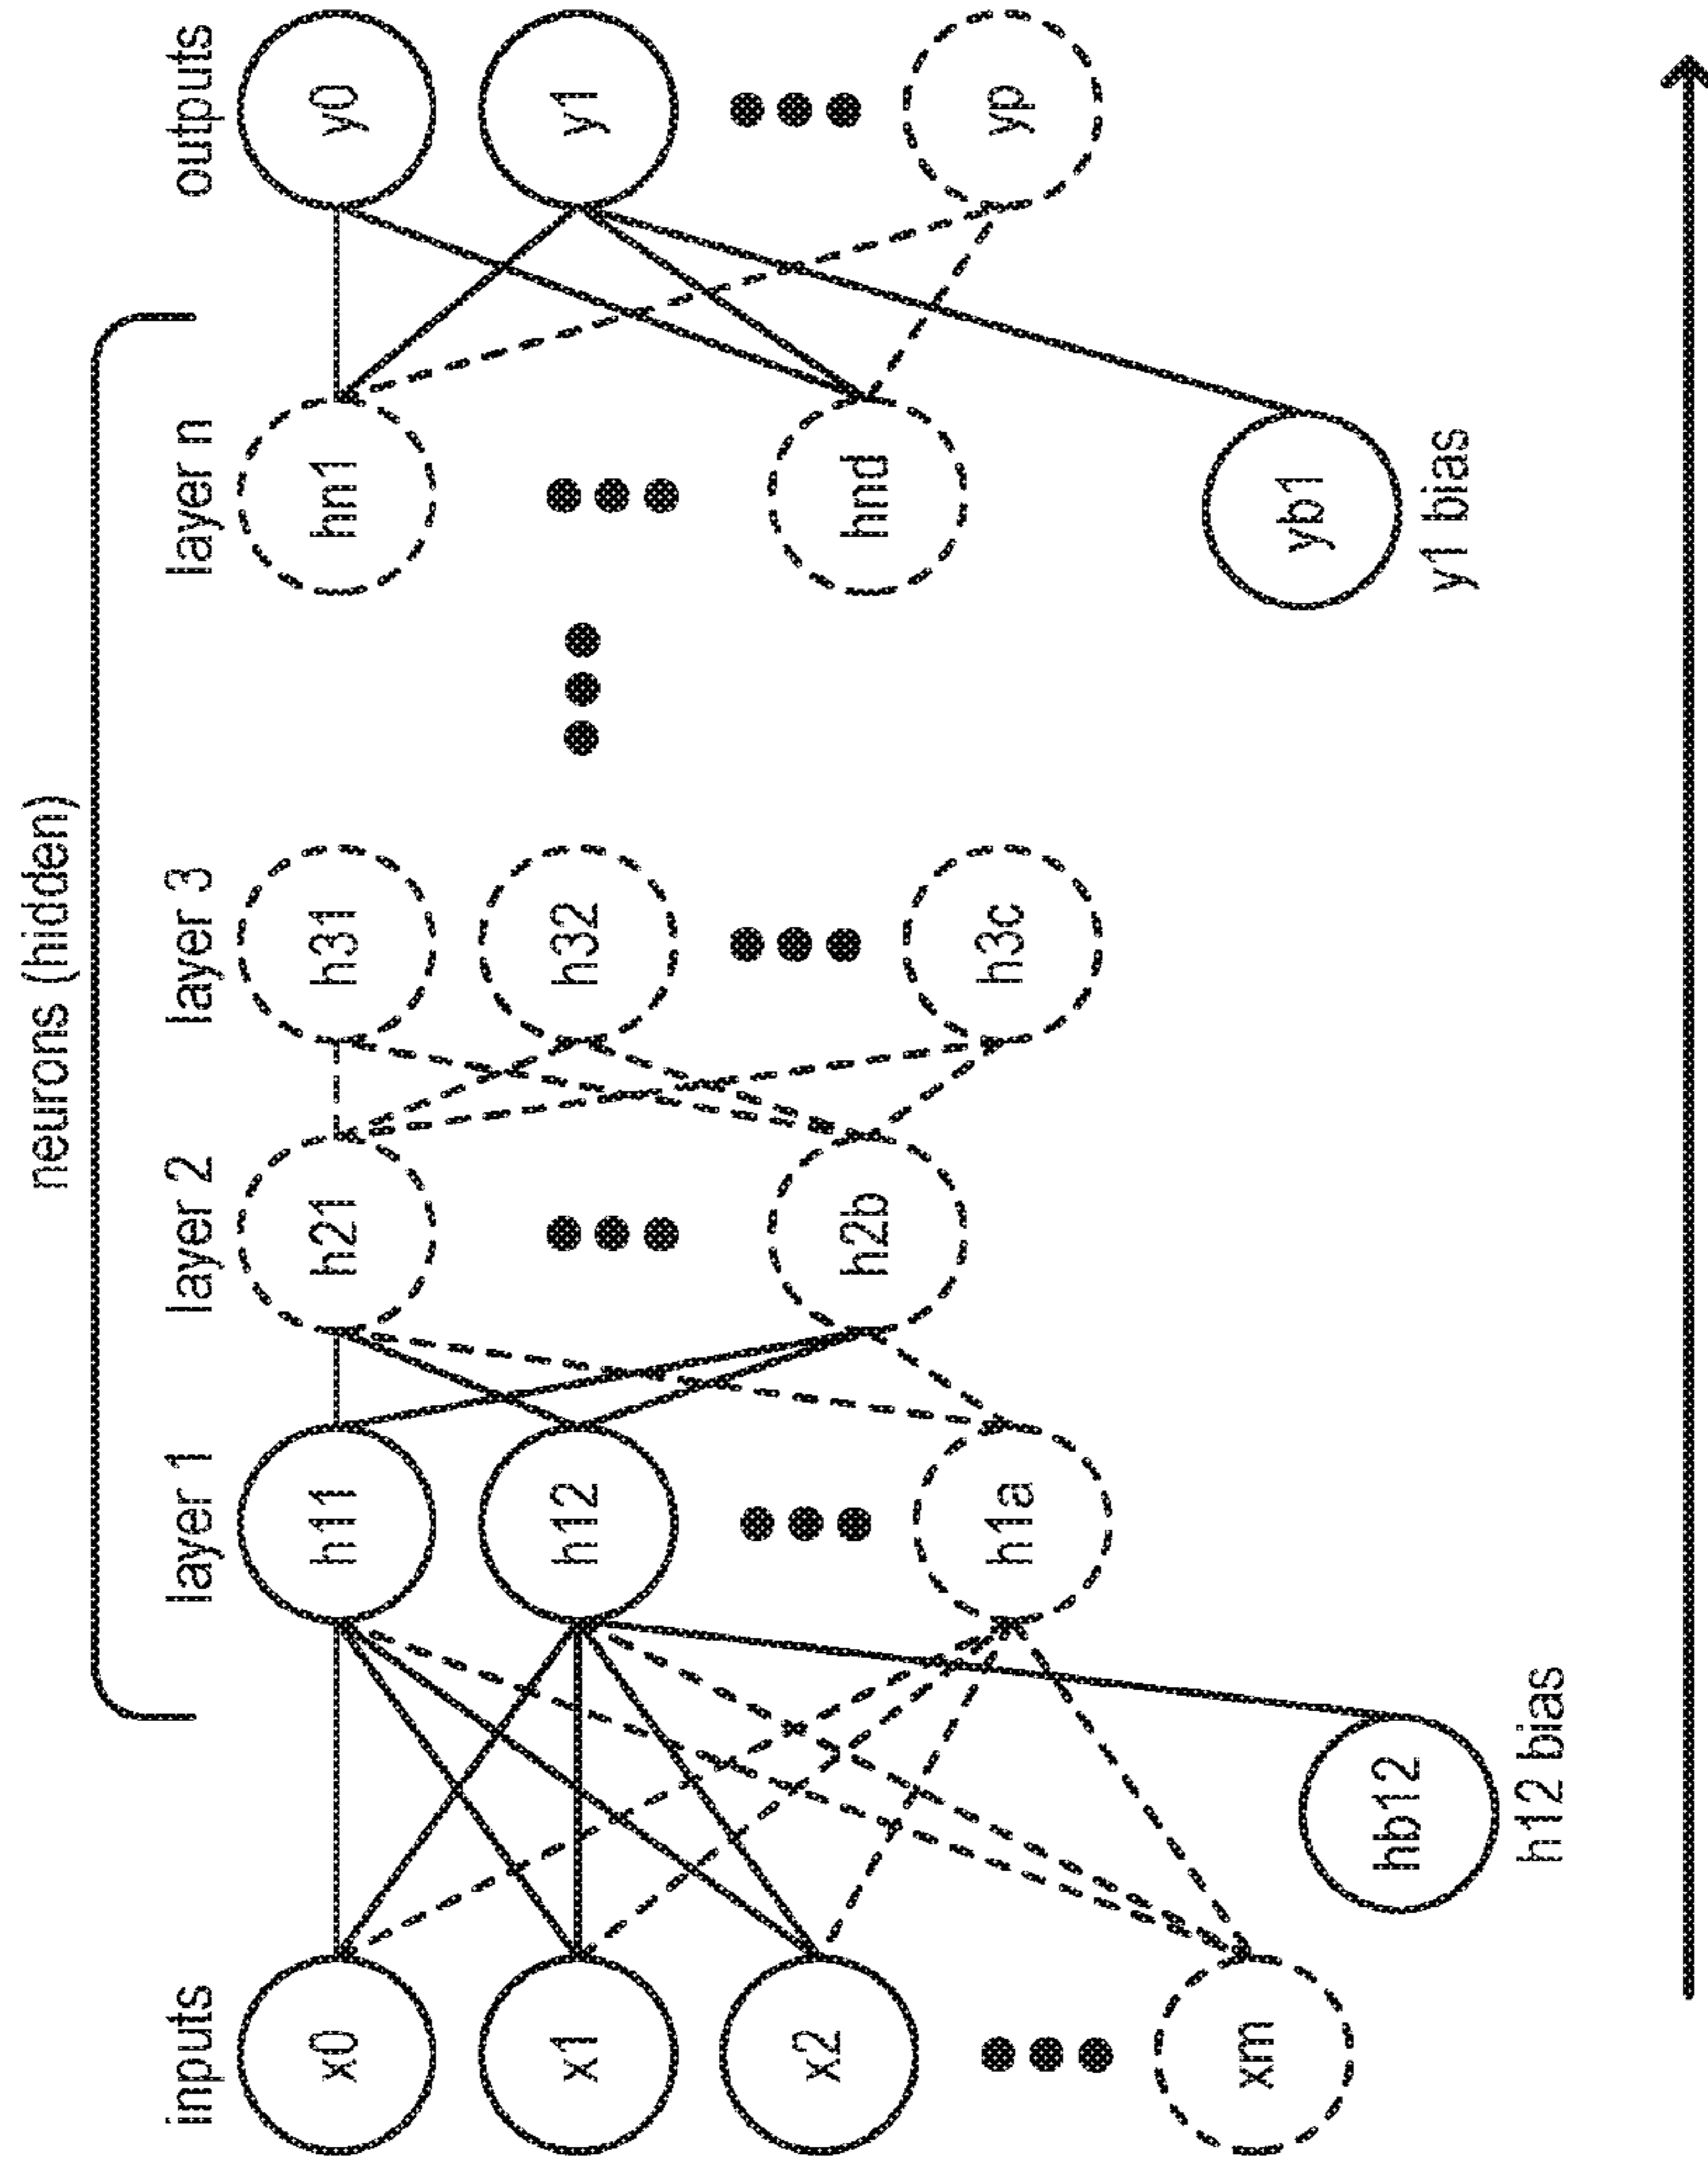 neurons (hidden)
inputs
layer 1
layer 2
layer 3
layer n
outputs
x0
h11
h21
h31
hn1
y0
x1
h12
h32
y1
x2
h2b
hnd
h1a
h3c
yp
xm
hb12
h12 bias
yb1
y1 bias